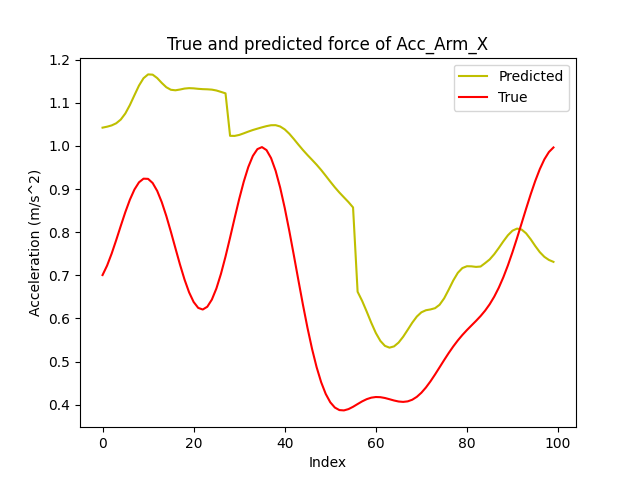 True and predicted force of Acc_Arm_X
Predicted
True
1.2
1.1
1.0
0.9
0.8
0.7
0.6
0.5
0.4
Acceleration (m/s^2)
0 20 40 60 80 100
Index